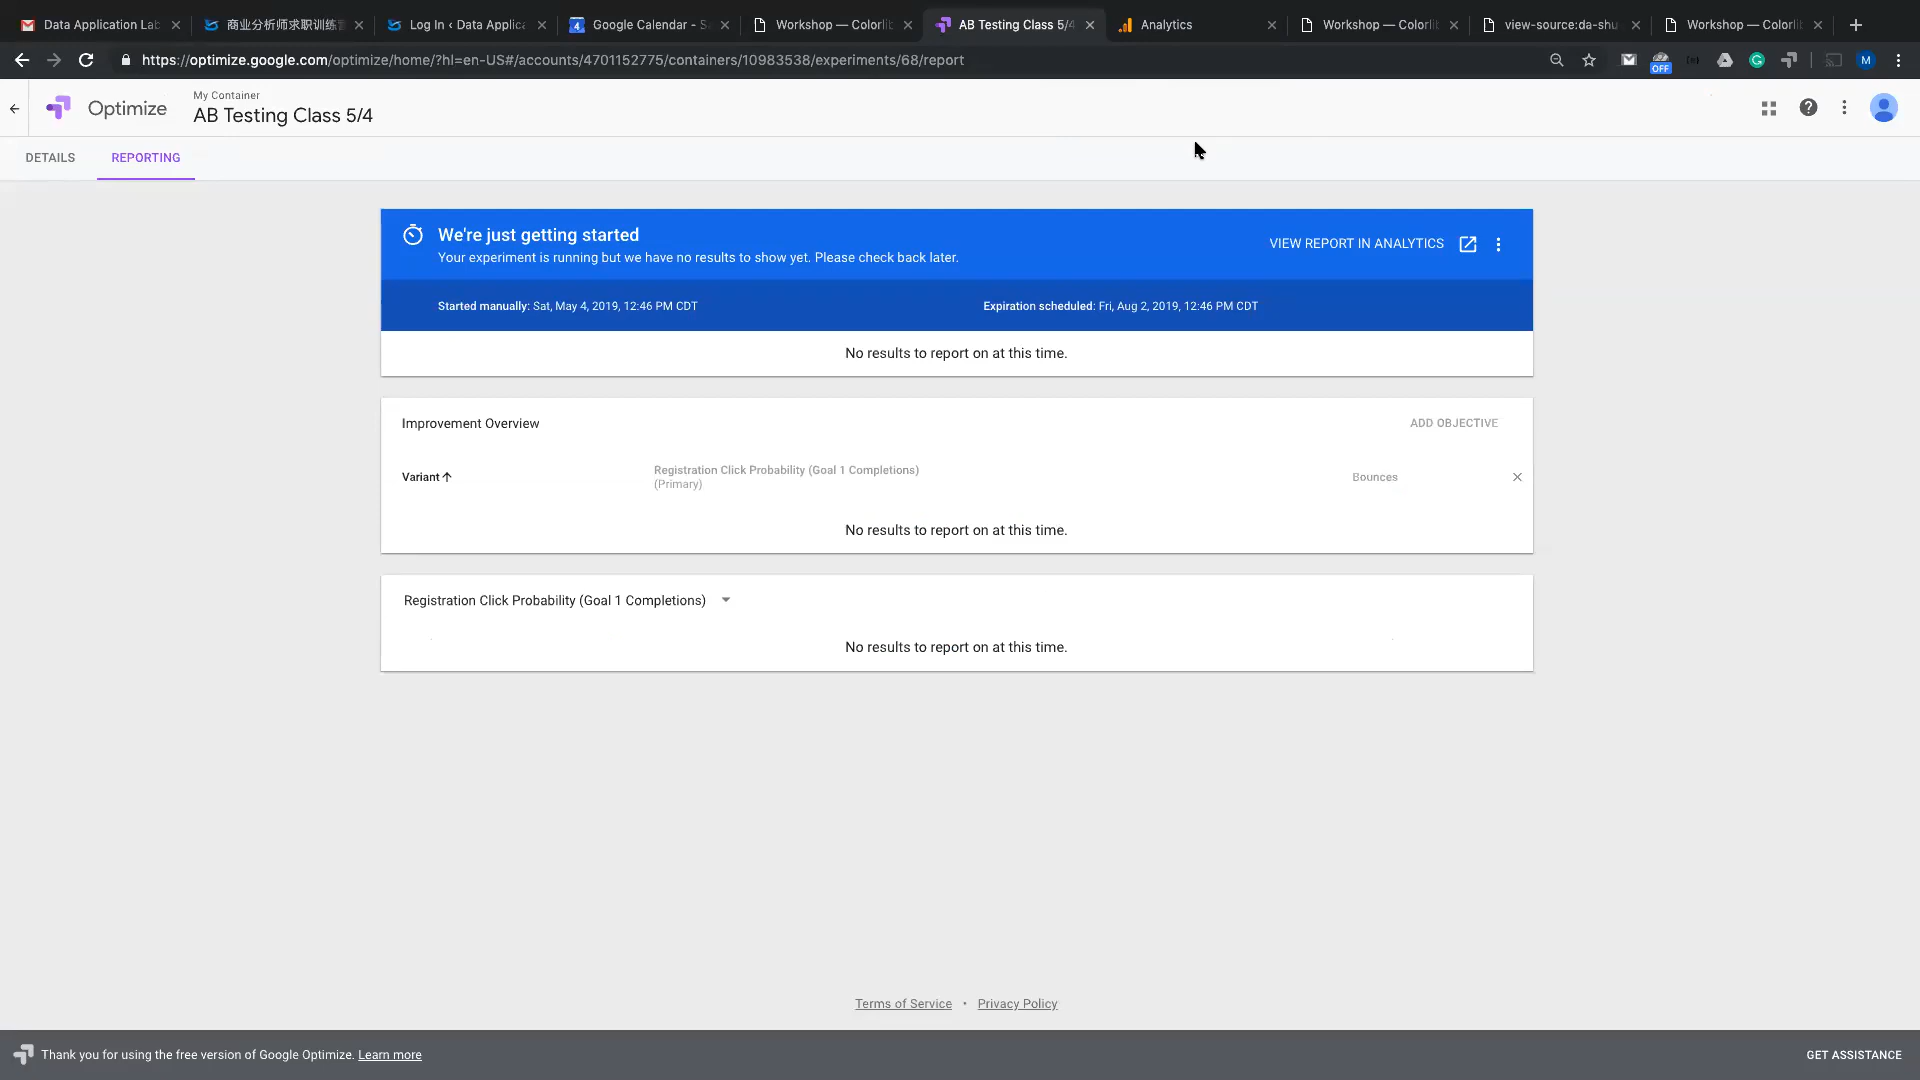 Data Application Lab
商业分析师求职训练营
Log In ‹ Data Applica
4
Google Calendar - S
Workshop — Colorlib
AB Testing Class 5/4
Analytics
Workshop — Colorlib
view-source:da-shu
Workshop — Colorlib
https://optimize.google.com/optimize/home/?hl=en-US#/accounts/4701152775/containers/10983538/experiments/68/report
OFF
M
Optimize
My Container
AB Testing Class 5/4
DETAILS
REPORTING
We're just getting started
Your experiment is running but we have no results to show yet. Please check back later.
VIEW REPORT IN ANALYTICS
Started manually: Sat, May 4, 2019, 12:46 PM CDT
Expiration scheduled: Fri, Aug 2, 2019, 12:46 PM CDT
No results to report on at this time.
Improvement Overview
ADD OBJECTIVE
Variant
Registration Click Probability (Goal 1 Completions)
(Primary)
Bounces
No results to report on at this time.
Registration Click Probability (Goal 1 Completions)
No results to report on at this time.
Terms of Service • Privacy Policy
Thank you for using the free version of Google Optimize. Learn more
GET ASSISTANCE